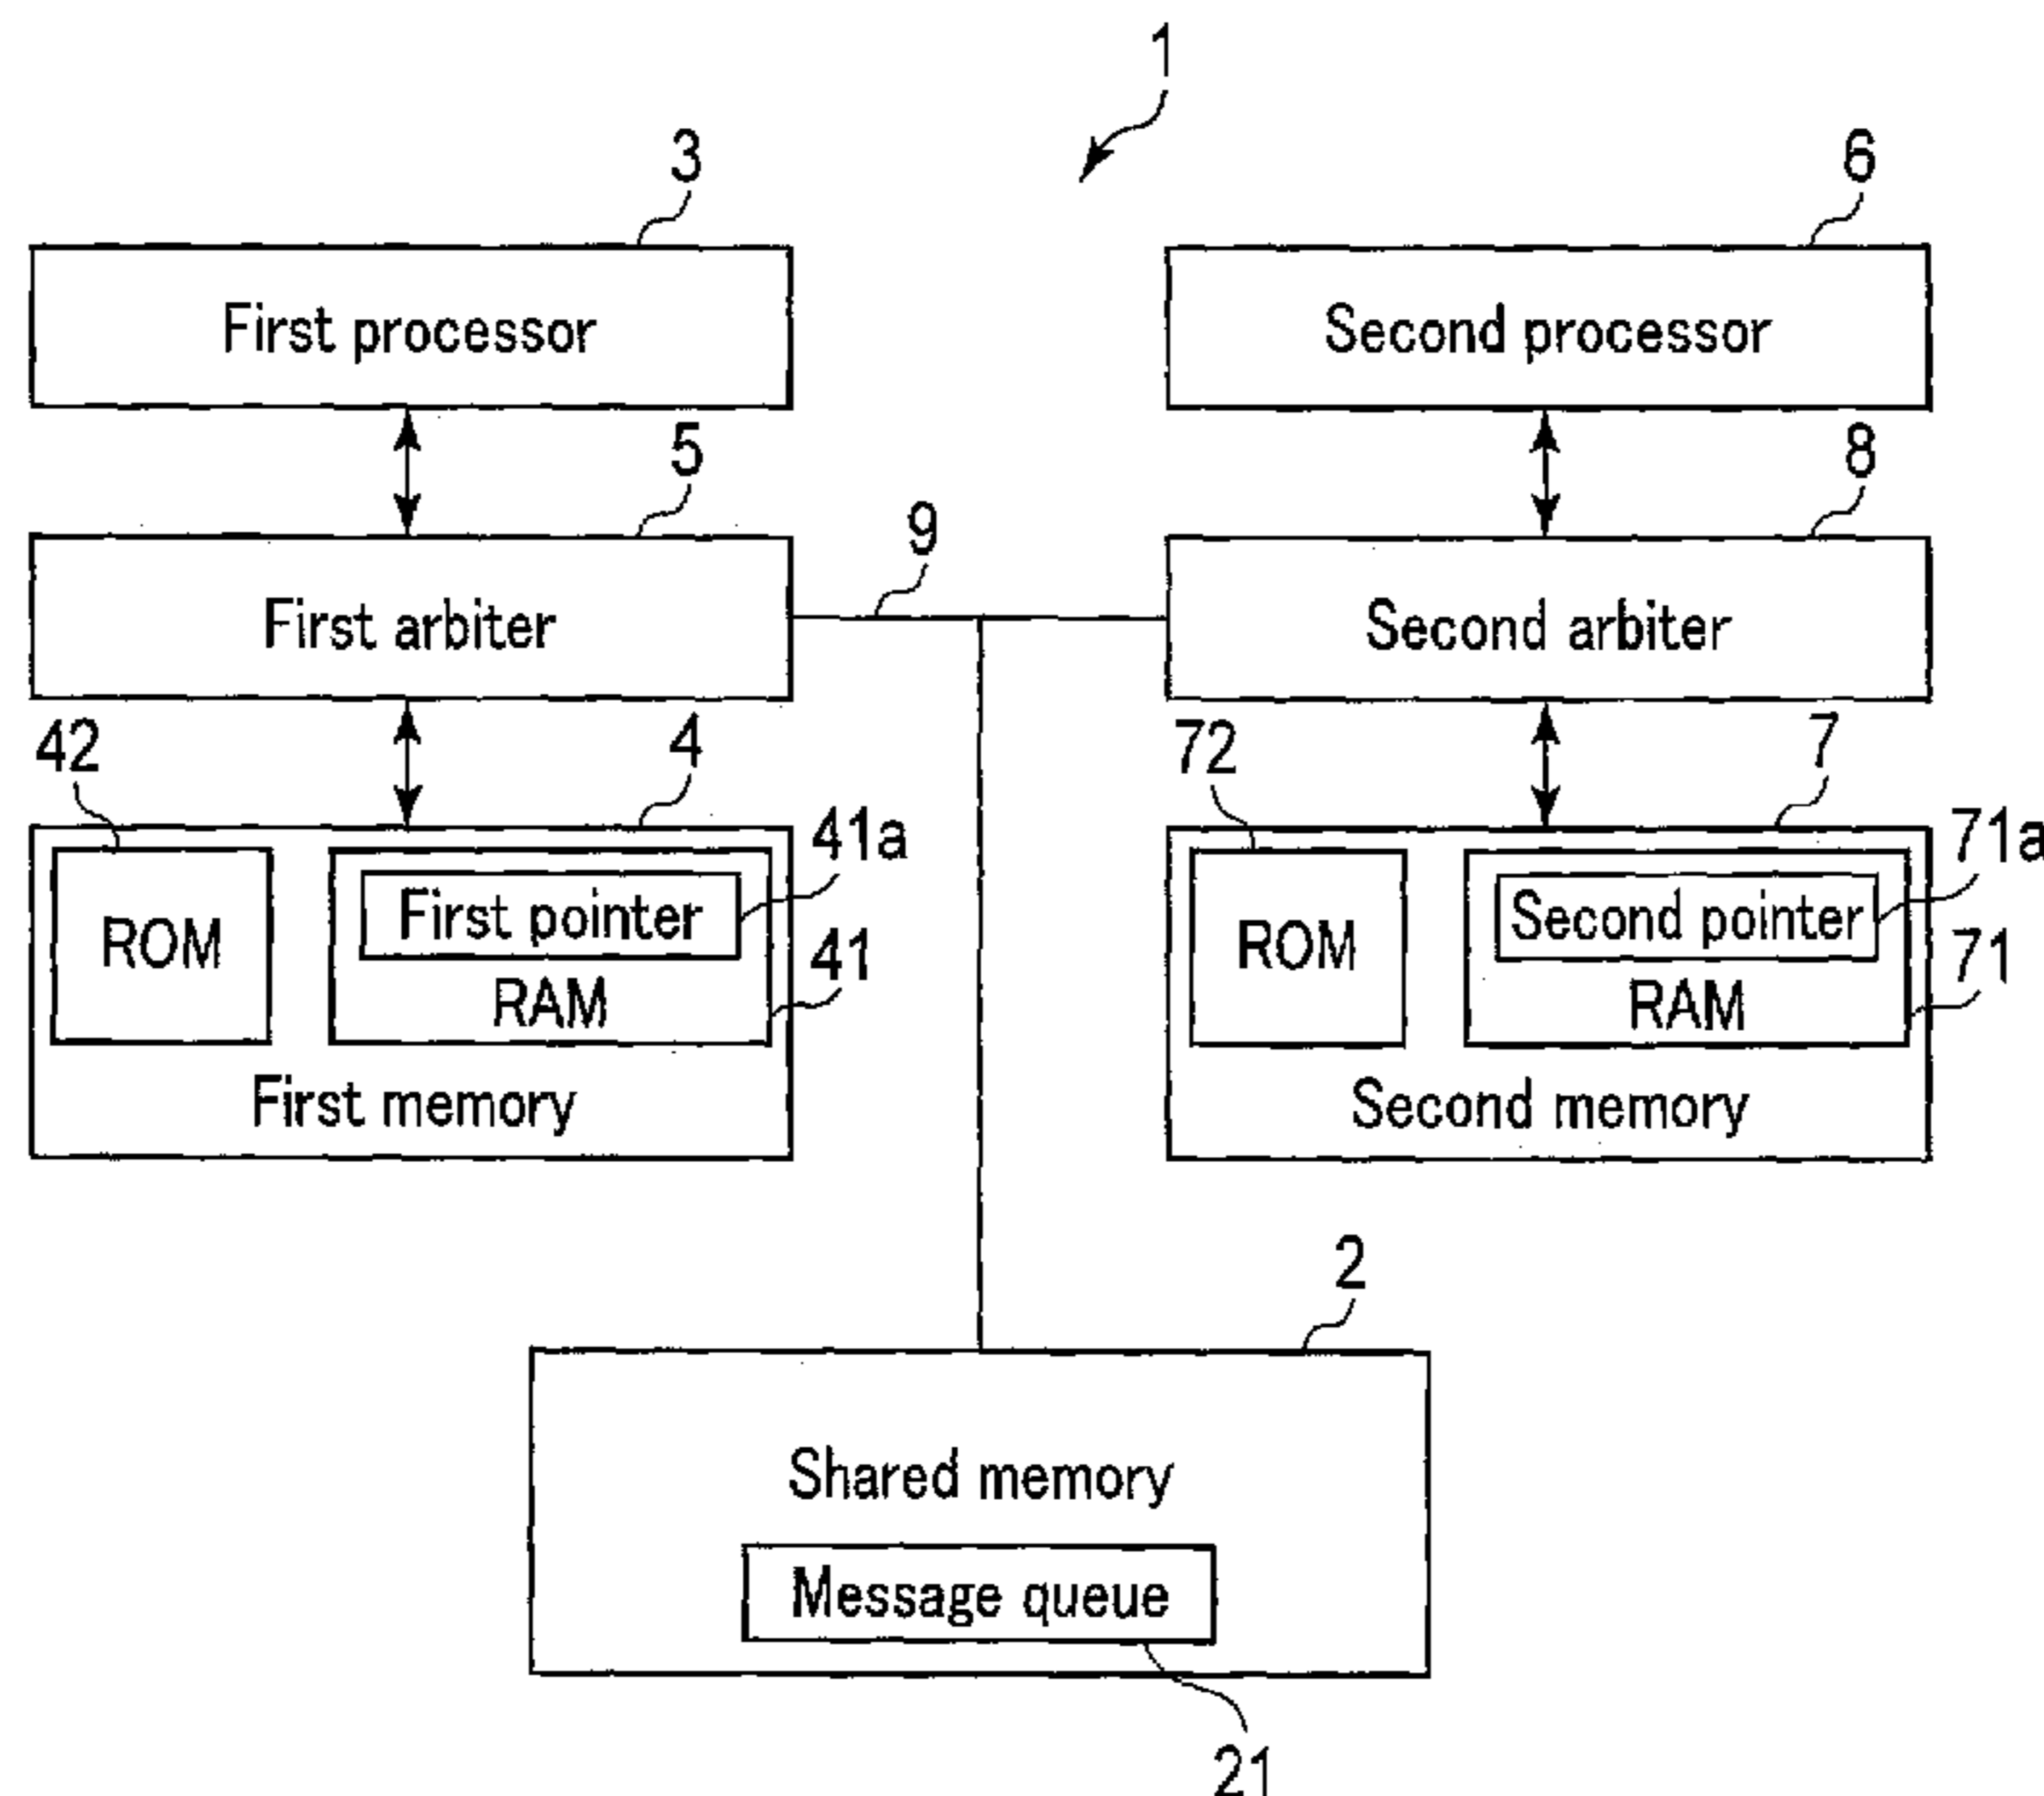 1
3
6
First processor
Second processor
5
8
9
First arbiter
Second arbiter
42
4
72
7
41a
71a
First pointer
Second pointer
ROM
41
ROM
71
RAM
RAM
First memory
Second memory
2
Shared memory
Message queue
21